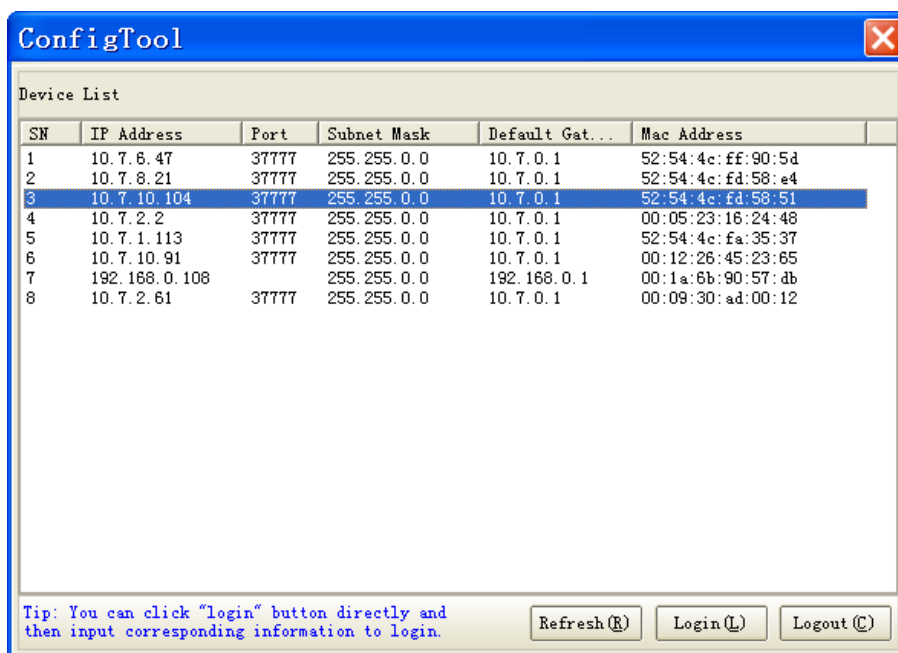 ConfigTool
Device List
SN IP Address Port Subnet Mask Default Gat... Mac Address
1 10.7.6.47 37777 255.255.0.0 10.7.0.1 52:54:4c:ff:90:5d
2 10.7.8.21 37777 255.255.0.0 10.7.0.1 52:54:4c:fd:58:e4
3 10.7.10.104 37777 255.255.0.0 10.7.0.1 52:54:4c:fd:58:51
4 10.7.2.2 37777 255.255.0.0 10.7.0.1 00:05:23:16:24:48
5 10.7.1.113 37777 255.255.0.0 10.7.0.1 52:54:4c:fa:35:37
6 10.7.10.91 37777 255.255.0.0 10.7.0.1 00:12:26:45:23:65
7 192.168.0.108 255.255.0.0 192.168.0.1 00:1a:6b:90:57:db
8 10.7.2.61 37777 255.255.0.0 10.7.0.1 00:09:30:ad:00:12
Tip: You can click "login" button directly and
then input corresponding information to login.
Refresh(R) Login(L) Logout(C)